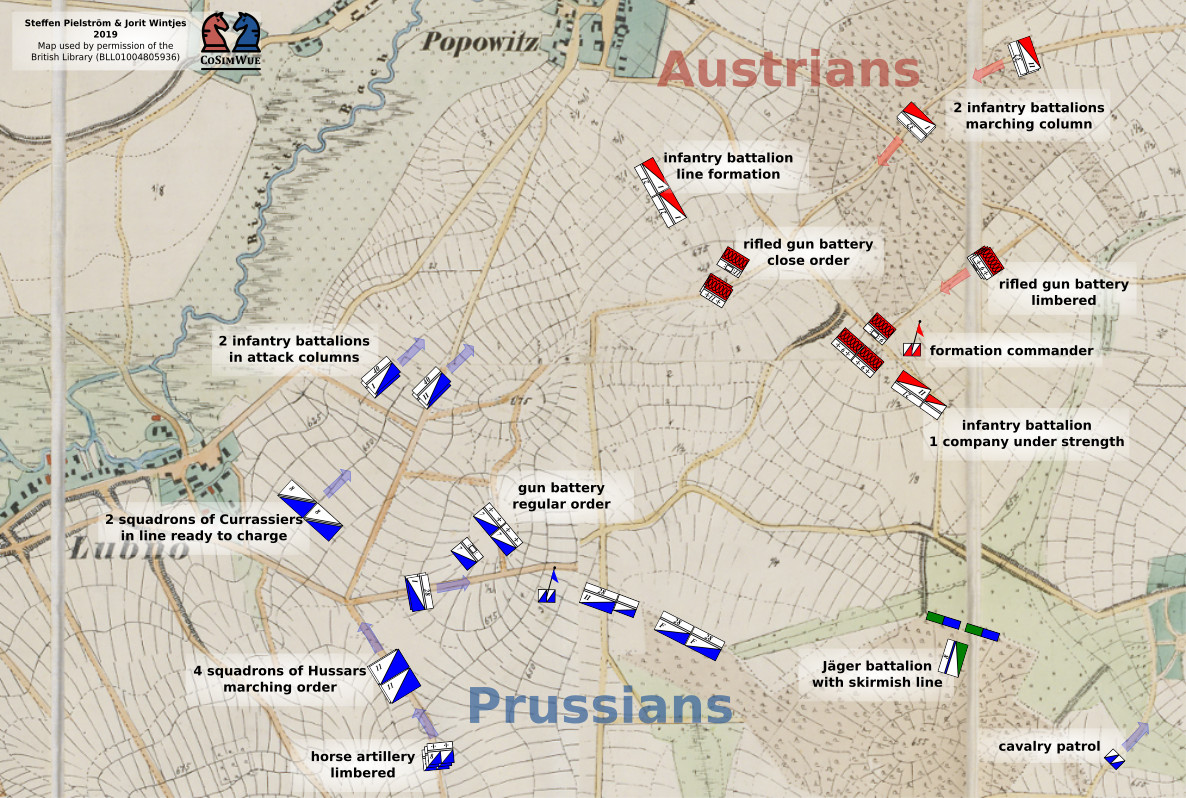 Steffen Pielström & Jorit Wintjes
2019
Map used by permission of the
British Library (BLL01004805936)
CoSimWue
Popowitz
Austrians
2 infantry battalions
marching column
infantry battalion
line formation
rifled gun battery
close order
rifled gun battery
limbered
formation commander
2 infantry battalions
in attack columns
infantry battalion
1 company under strength
gun battery
regular order
2 squadrons of Currassiers
in line ready to charge
Lubno
4 squadrons of Hussars
marching order
Jäger battalion
with skirmish line
Prussians
cavalry patrol
horse artillery
limbered